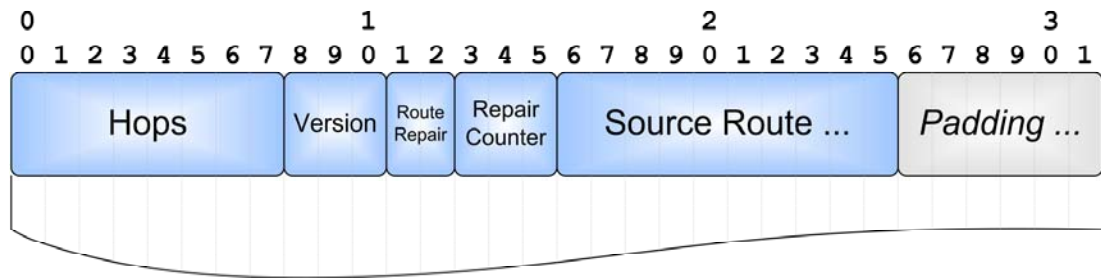 0 1 2 3
0 1 2 3 4 5 6 7 8 9 0 1 2 3 4 5 6 7 8 9 0 1 2 3 4 5 6 7 8 9 0 1
Hops Version Route Repair Repair Counter Source Route ... Padding ...